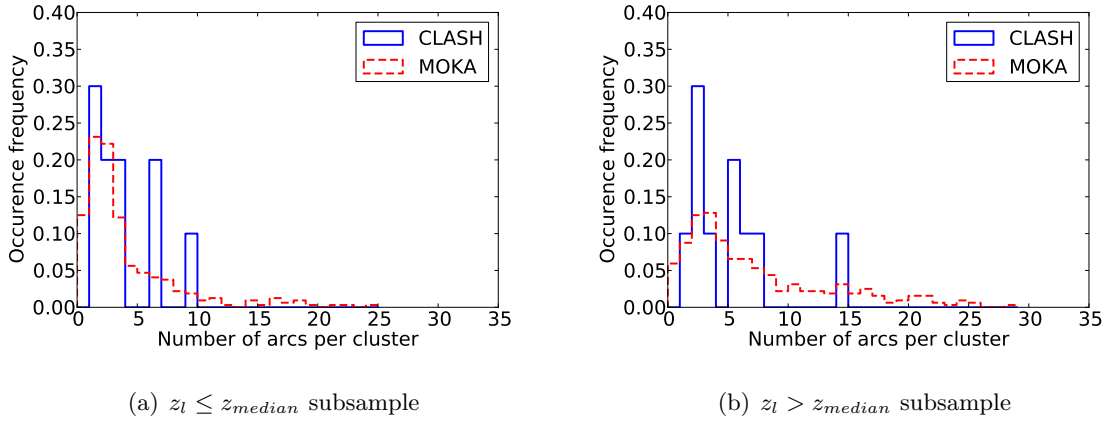 0.40
0.35
0.30
0.25
0.20
0.15
0.10
0.05
0.00
Occurence frequency
0 5 10 15 20 25 30 35
Number of arcs per cluster
CLASH
MOKA
(a) z_l ≤ z_median subsample
0.40
0.35
0.30
0.25
0.20
0.15
0.10
0.05
0.00
Occurence frequency
0 5 10 15 20 25 30 35
Number of arcs per cluster
CLASH
MOKA
(b) z_l > z_median subsample